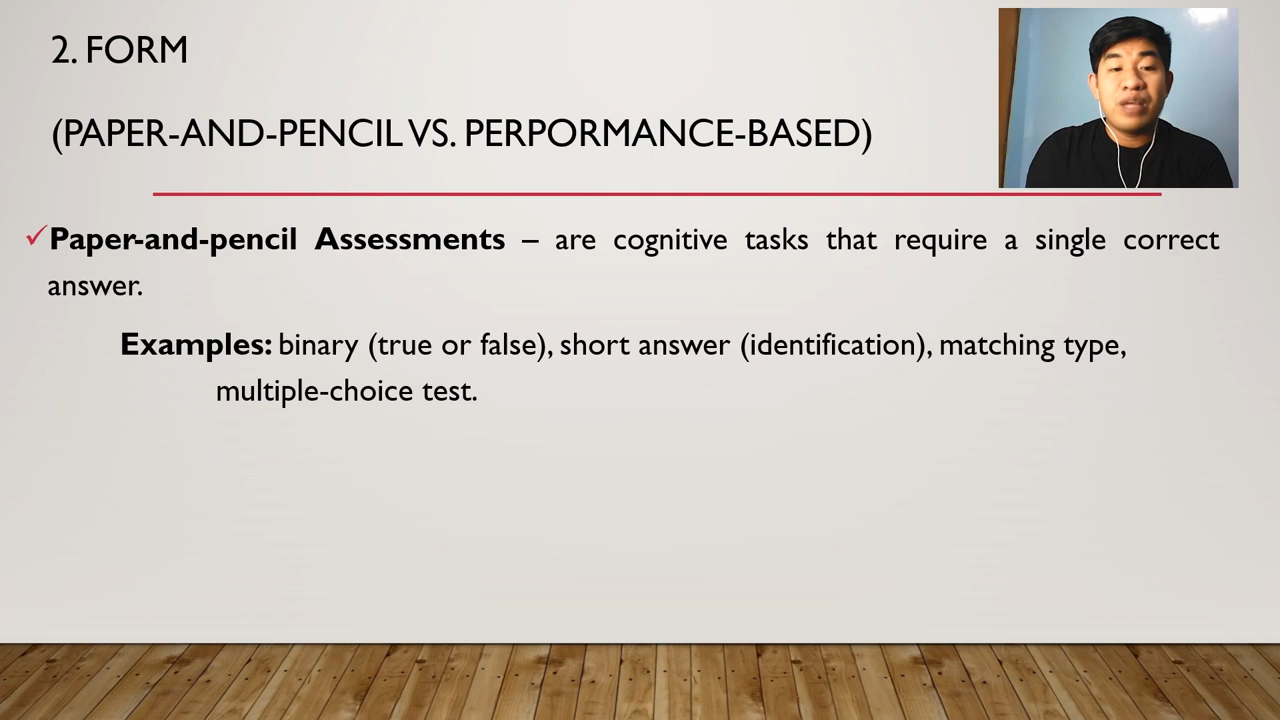 2. FORM
(PAPER-AND-PENCIL VS. PERPORMANCE-BASED)
✓Paper-and-pencil Assessments – are cognitive tasks that require a single correct
answer.
Examples: binary (true or false), short answer (identification), matching type,
multiple-choice test.